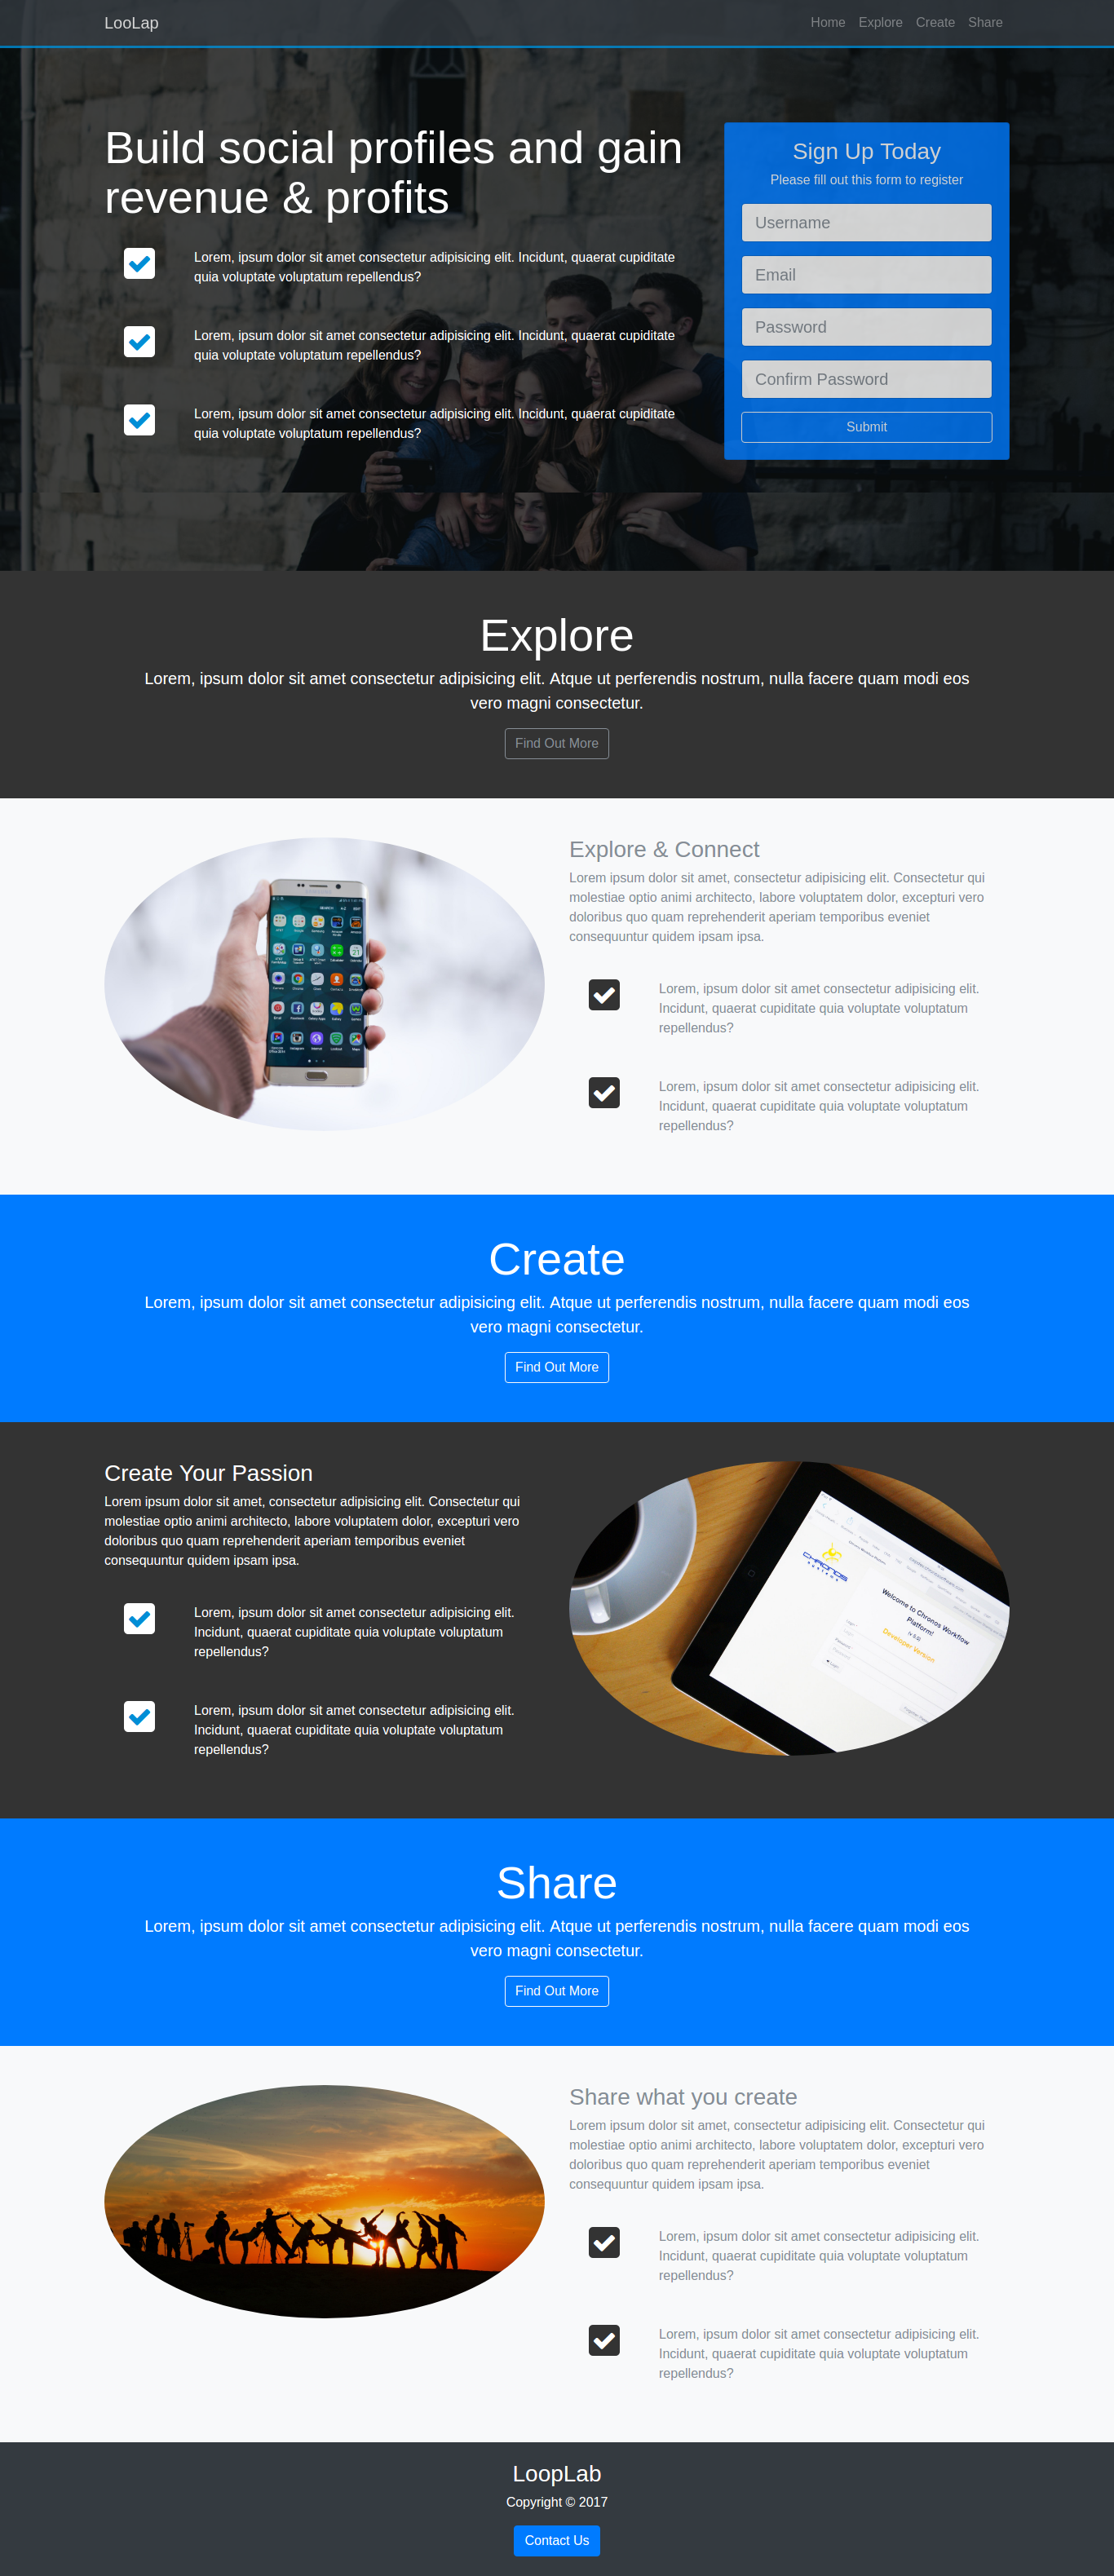 LooLap
Home Explore Create Share
Build social profiles and gain
revenue & profits
Lorem, ipsum dolor sit amet consectetur adipisicing elit. Incidunt, quaerat cupiditate
quia voluptate voluptatum repellendus?
Lorem, ipsum dolor sit amet consectetur adipisicing elit. Incidunt, quaerat cupiditate
quia voluptate voluptatum repellendus?
Lorem, ipsum dolor sit amet consectetur adipisicing elit. Incidunt, quaerat cupiditate
quia voluptate voluptatum repellendus?
Sign Up Today
Please fill out this form to register
Username
Email
Password
Confirm Password
Submit
Explore
Lorem, ipsum dolor sit amet consectetur adipisicing elit. Atque ut perferendis nostrum, nulla facere quam modi eos
vero magni consectetur.
Find Out More
Explore & Connect
Lorem ipsum dolor sit amet, consectetur adipisicing elit. Consectetur qui
molestiae optio animi architecto, labore voluptatem dolor, excepturi vero
doloribus quo quam reprehenderit aperiam temporibus eveniet
consequuntur quidem ipsam ipsa.
Lorem, ipsum dolor sit amet consectetur adipisicing elit.
Incidunt, quaerat cupiditate quia voluptate voluptatum
repellendus?
Lorem, ipsum dolor sit amet consectetur adipisicing elit.
Incidunt, quaerat cupiditate quia voluptate voluptatum
repellendus?
Create
Lorem, ipsum dolor sit amet consectetur adipisicing elit. Atque ut perferendis nostrum, nulla facere quam modi eos
vero magni consectetur.
Find Out More
Create Your Passion
Lorem ipsum dolor sit amet, consectetur adipisicing elit. Consectetur qui
molestiae optio animi architecto, labore voluptatem dolor, excepturi vero
doloribus quo quam reprehenderit aperiam temporibus eveniet
consequuntur quidem ipsam ipsa.
Lorem, ipsum dolor sit amet consectetur adipisicing elit.
Incidunt, quaerat cupiditate quia voluptate voluptatum
repellendus?
Lorem, ipsum dolor sit amet consectetur adipisicing elit.
Incidunt, quaerat cupiditate quia voluptate voluptatum
repellendus?
CHRONOS
Welcome to Chronos Workflow
Platform!
Developer Version
Share
Lorem, ipsum dolor sit amet consectetur adipisicing elit. Atque ut perferendis nostrum, nulla facere quam modi eos
vero magni consectetur.
Find Out More
Share what you create
Lorem ipsum dolor sit amet, consectetur adipisicing elit. Consectetur qui
molestiae optio animi architecto, labore voluptatem dolor, excepturi vero
doloribus quo quam reprehenderit aperiam temporibus eveniet
consequuntur quidem ipsam ipsa.
Lorem, ipsum dolor sit amet consectetur adipisicing elit.
Incidunt, quaerat cupiditate quia voluptate voluptatum
repellendus?
Lorem, ipsum dolor sit amet consectetur adipisicing elit.
Incidunt, quaerat cupiditate quia voluptate voluptatum
repellendus?
LoopLab
Copyright © 2017
Contact Us